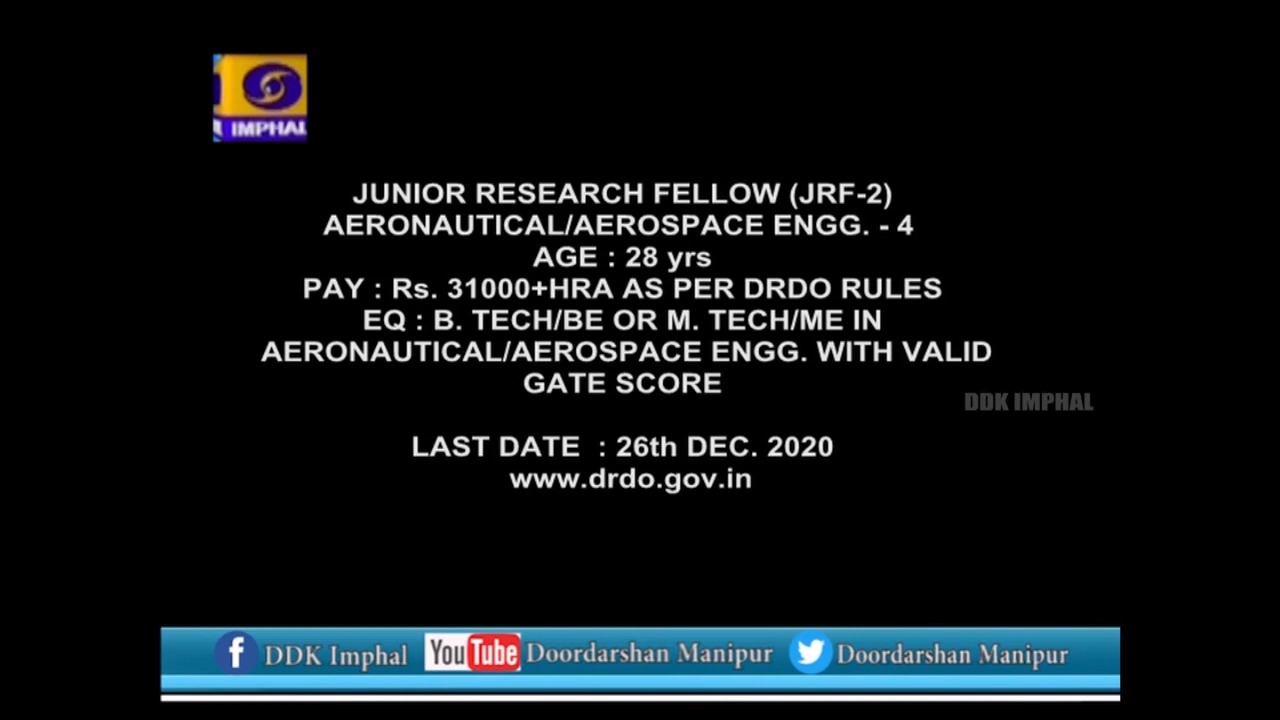 IMPHAL
JUNIOR RESEARCH FELLOW (JRF-2)
AERONAUTICAL/AEROSPACE ENGG. - 4
AGE : 28 yrs
PAY : Rs. 31000+HRA AS PER DRDO RULES
EQ : B. TECH/BE OR M. TECH/ME IN
AERONAUTICAL/AEROSPACE ENGG. WITH VALID
GATE SCORE
DDK IMPHAL
LAST DATE : 26th DEC. 2020
www.drdo.gov.in
f DDK Imphal YouTube Doordarshan Manipur Doordarshan Manipur